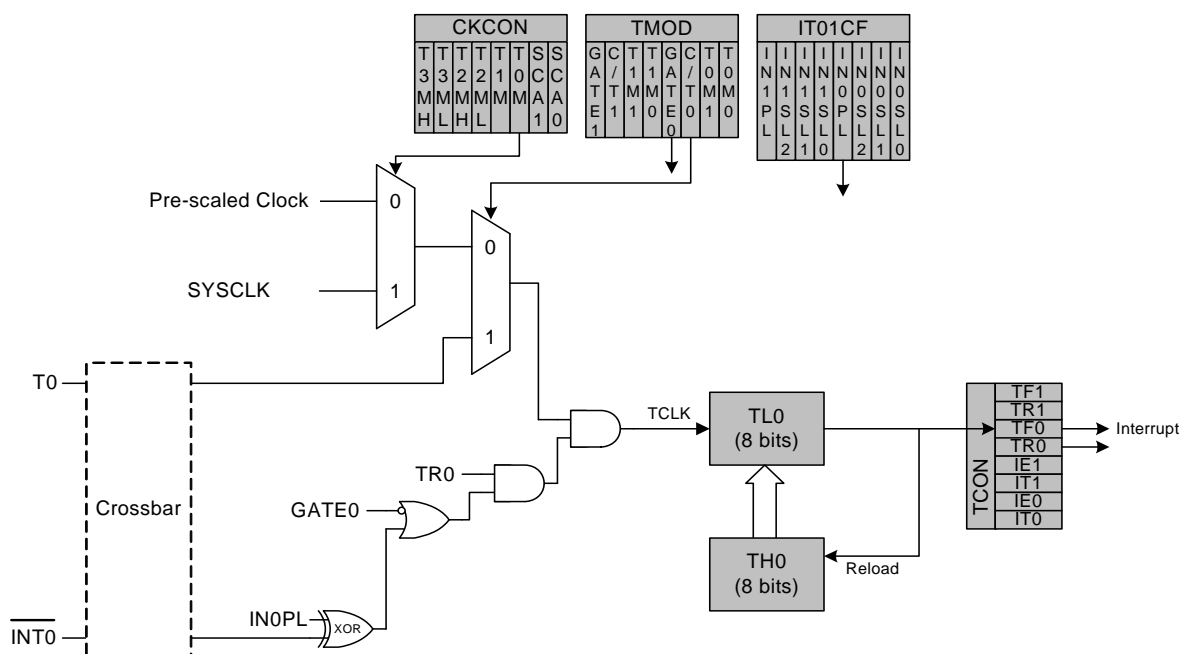 CKCON
T3MH T3ML T2MH T2ML T1M T0M SCA1 SCA0
TMOD
GATE1 C/T1 T1M1 T1M0 GATE0 C/T0 T0M1 T0M0
IT01CF
IN1PL IN1SL2 IN1SL1 IN1SL0 IN0PL IN0SL2 IN0SL1 IN0SL0
Pre-scaled Clock
0
0
SYSCLK
1
1
T0
Crossbar
TCLK
TL0
(8 bits)
TR0
GATE0
TH0
(8 bits)
Reload
TCON
TF1
TR1
TF0
TR0
IE1
IT1
IE0
IT0
Interrupt
IN0PL
XOR
INT0